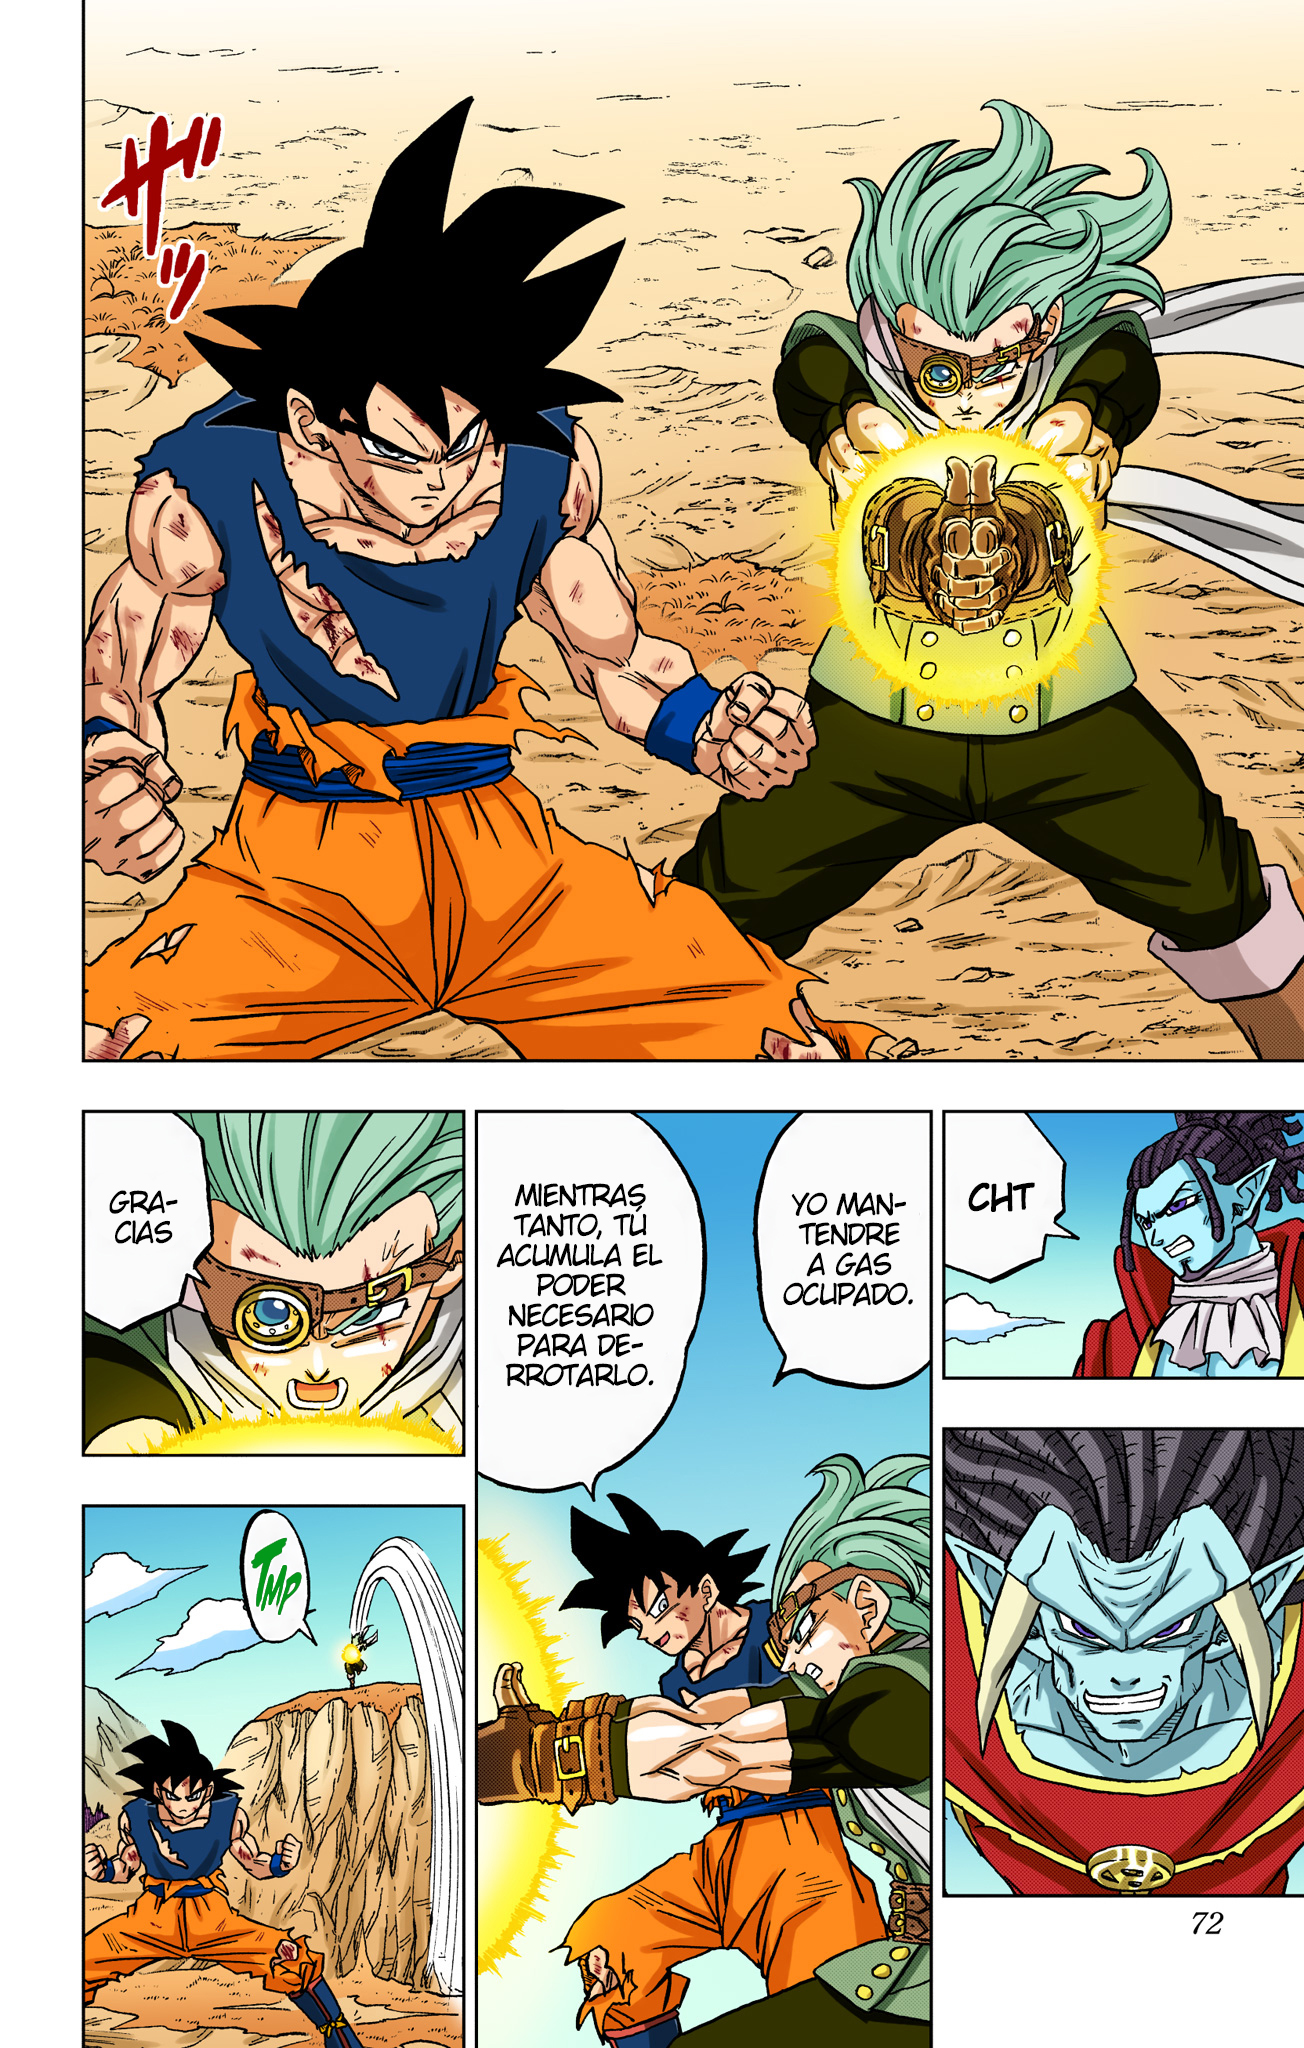 ザッ
CHT
YO MAN-
TENDRE
A GAS
OCUPADO.
MIENTRAS
TANTO, TÚ
ACUMULA EL
PODER
NECESARIO
PARA DE-
RROTARLO.
GRA-
CIAS
TMP
72